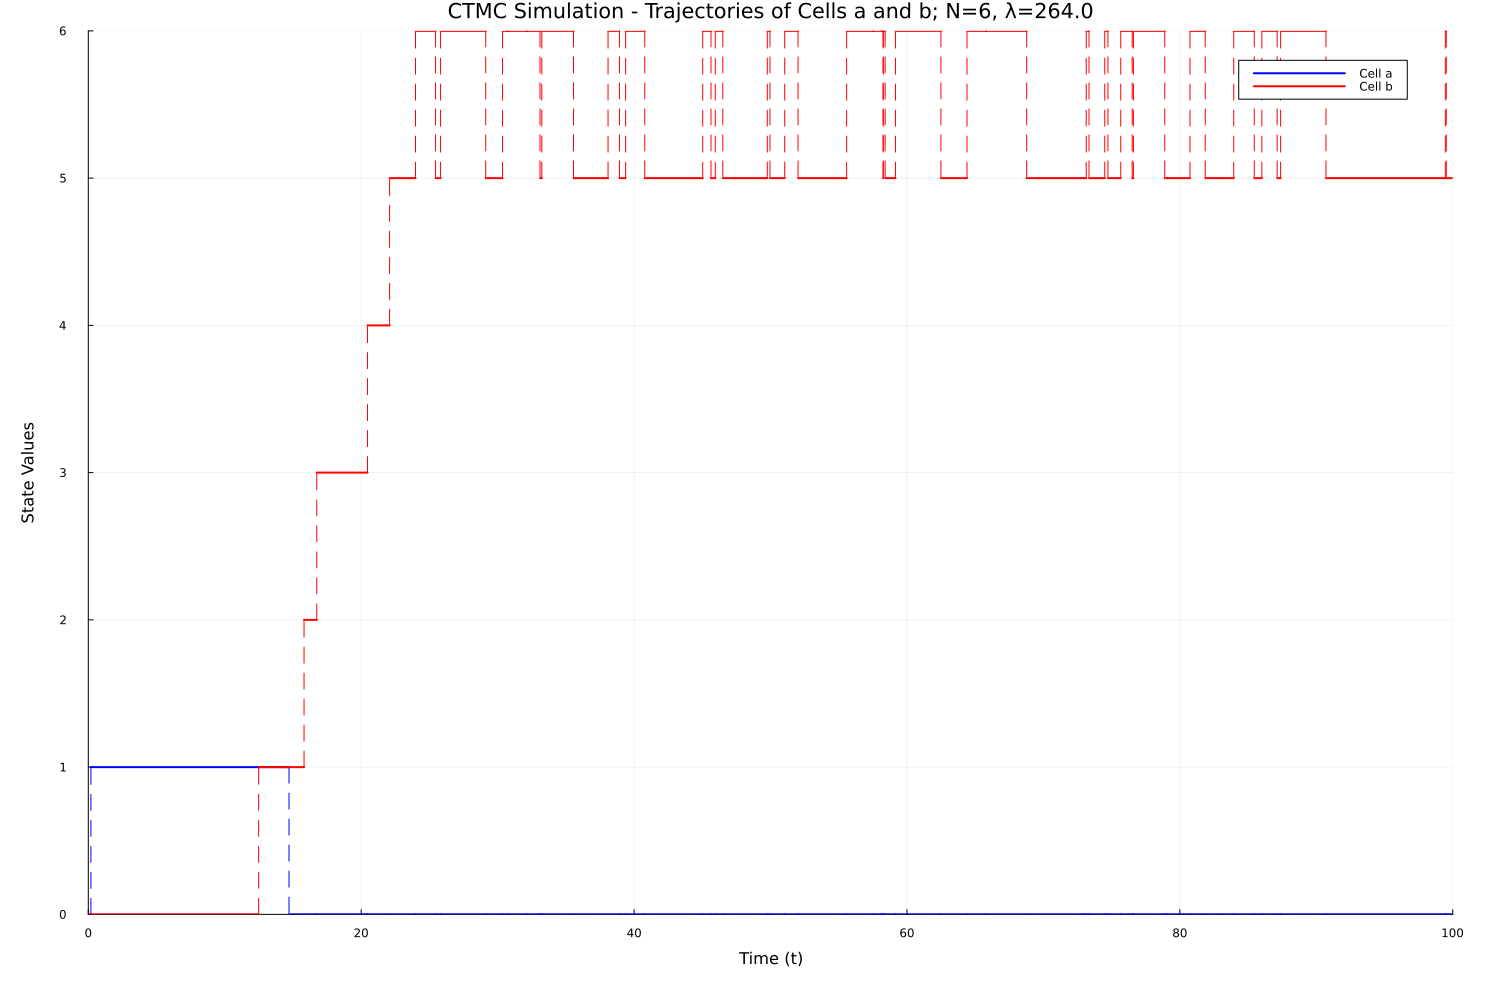 CTMC Simulation - Trajectories of Cells a and b; N=6, λ=264.0
6
Cell a
Cell b
5
4
State Values
3
2
1
0
0 20 40 60 80 100
Time (t)